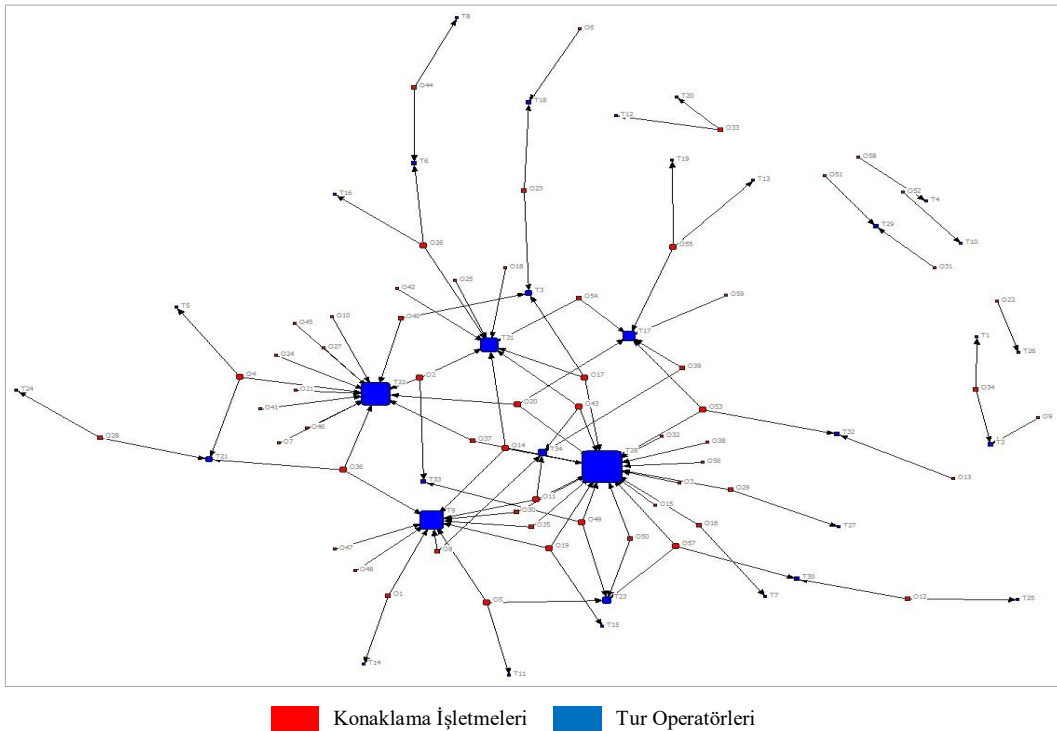 T8
O6
O44
T20
T18
T12
O33
O58
T6
T19
O51
T13
O52
O23
T16
T4
T29
T10
O26
O55
O18
O31
O25
O42
T3
O59
O54
O22
T5
O10
O40
O45
T17
T1
T31
O27
T26
O24
O39
O4
O2
O17
T22
T24
O21
O34
O20
O42
O41
O53
O9
O46
T32
O28
O7
O37
O32
T2
O38
O14
T34
T28
T21
O56
O36
O13
T33
O3
O29
O11
O15
O30
T9
O49
O35
O16
T27
O50
O47
O8
O19
O57
O48
T30
O1
T7
O5
T23
O12
T25
T15
T14
T11
Konaklama İşletmeleri Tur Operatörleri